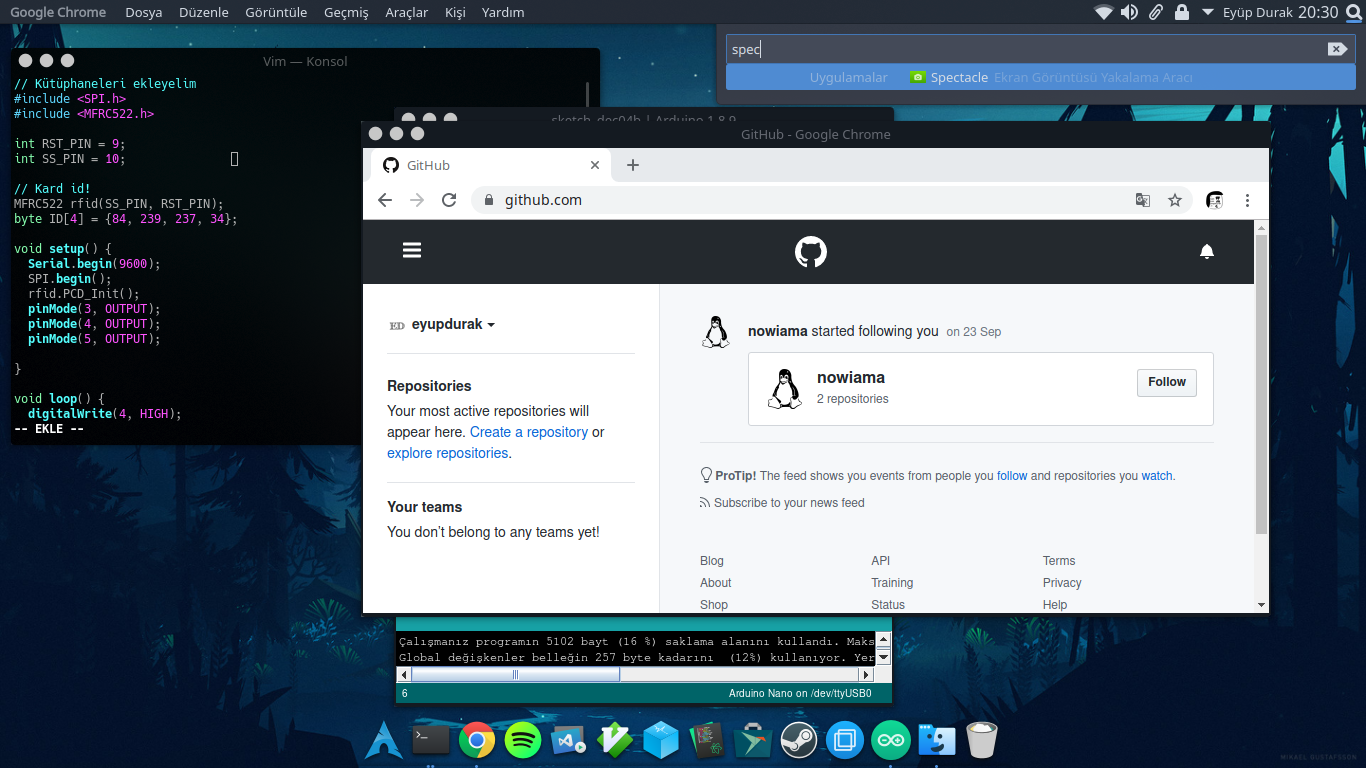 Google Chrome Dosya Düzenle Görüntüle Geçmiş Araçlar Kişi Yardım Eyüp Durak 20:30
spec
Uygulamalar Spectacle Ekran Görüntüsü Yakalama Aracı
Vim — Konsol
// Kütüphaneleri ekleyelim
#include <SPI.h>
#include <MFRC522.h>
int RST_PIN = 9;
int SS_PIN = 10;
// Kard id!
MFRC522 rfid(SS_PIN, RST_PIN);
byte ID[4] = {84, 239, 237, 34};
void setup() {
Serial.begin(9600);
SPI.begin();
rfid.PCD_Init();
pinMode(3, OUTPUT);
pinMode(4, OUTPUT);
pinMode(5, OUTPUT);
}
void loop() {
digitalWrite(4, HIGH);
-- EKLE --
sketch_dec04b | Arduino 1.8.9
GitHub - Google Chrome
GitHub
github.com
ED eyupdurak
Repositories
Your most active repositories will
appear here. Create a repository or
explore repositories.
Your teams
You don’t belong to any teams yet!
nowiama started following you on 23 Sep
nowiama
2 repositories
Follow
ProTip! The feed shows you events from people you follow and repositories you watch.
Subscribe to your news feed
Blog API Terms
About Training Privacy
Shop Status Help
Çalışmanız programın 5102 bayt (16 %) saklama alanını kullandı. Maks
Global değişkenler belleğin 257 byte kadarını (12%) kullanıyor. Yer
6 Arduino Nano on /dev/ttyUSB0
MIKAEL GUSTAFSSON